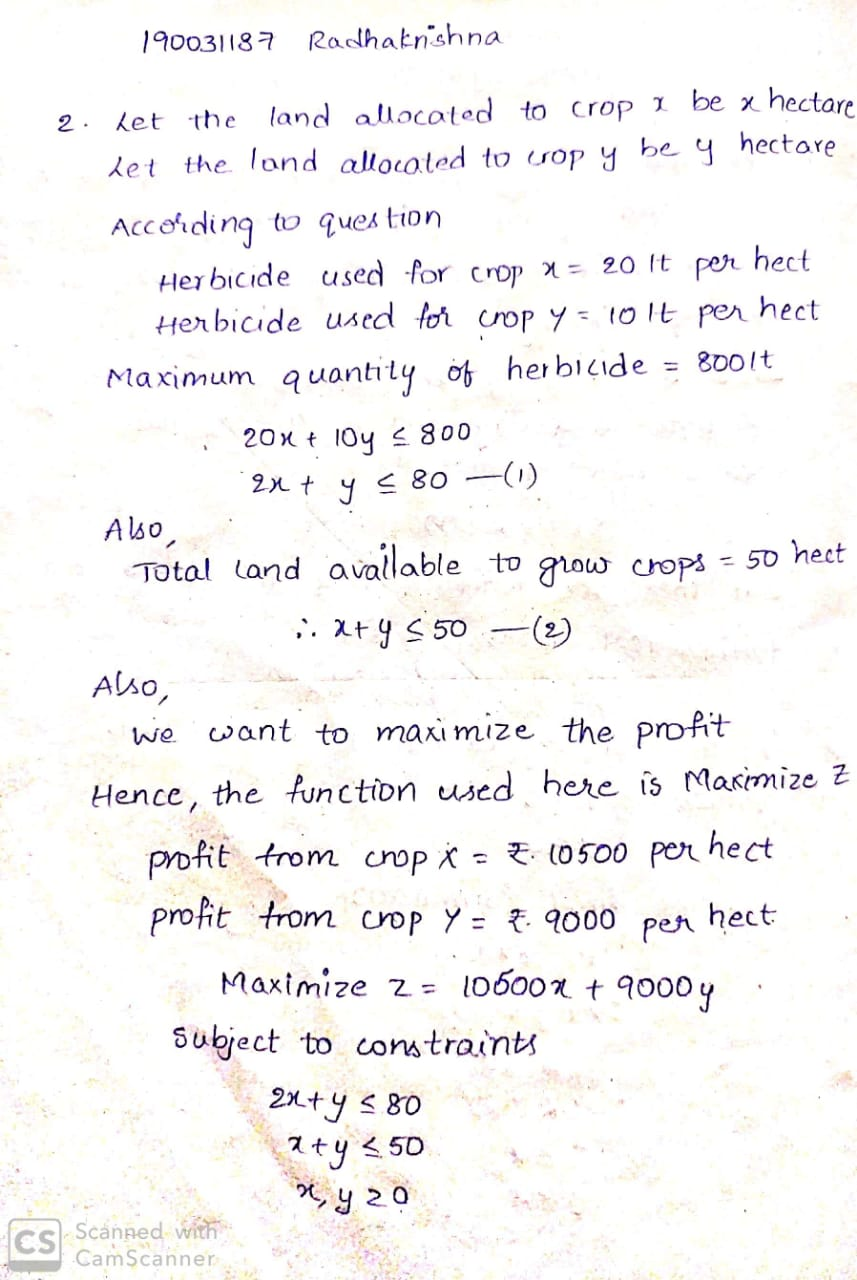 190031187 Radhakrishna
2. Let the land allocated to crop x be x hectare
Let the land allocated to crop y be y hectare
According to question
Herbicide used for crop x = 20 lt per hect
Herbicide used for crop y = 10 lt per hect
Maximum quantity of herbicide = 800lt
20x + 10y ≤ 800
2x + y ≤ 80 —(1)
Also,
Total land available to grow crops = 50 hect
∴ x+y ≤ 50 —(2)
Also,
we want to maximize the profit
Hence, the function used here is Maximize Z
profit from crop X = ₹. 10500 per hect
profit from crop Y = ₹. 9000 per hect
Maximize z = 10500x + 9000y
Subject to constraints
2x+y ≤ 80
x+y ≤ 50
x, y ≥ 0
CS Scanned with
CamScanner